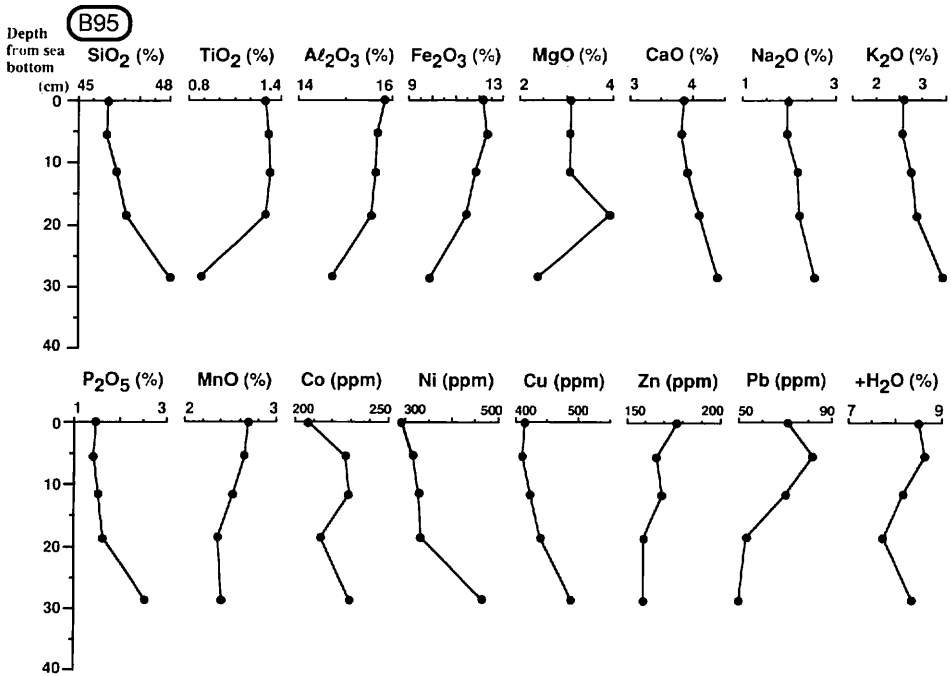 B95
Depth
from sea
bottom
(cm)
SiO2 (%) TiO2 (%) Aℓ2O3 (%) Fe2O3 (%) MgO (%) CaO (%) Na2O (%) K2O (%)
45 48 0.8 1.4 14 16 9 13 2 4 3 4 1 3 2 3
0
10
20
30
40
P2O5 (%) MnO (%) Co (ppm) Ni (ppm) Cu (ppm) Zn (ppm) Pb (ppm) +H2O (%)
1 3 2 3 200 250 300 500 400 500 150 200 50 90 7 9
0
10
20
30
40